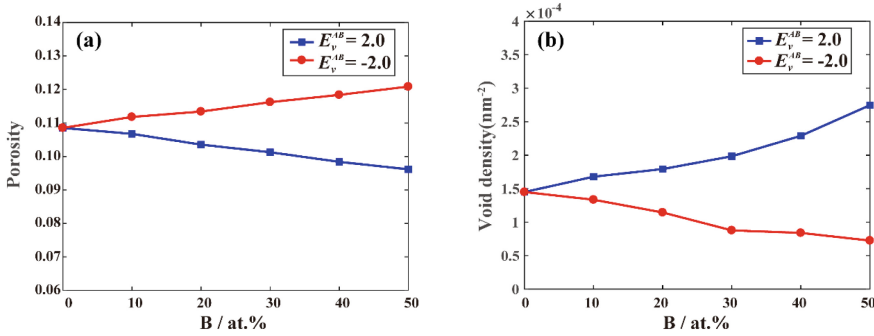 (a)
E_v^{AB} = 2.0
E_v^{AB} = -2.0
Porosity
0.14
0.13
0.12
0.11
0.10
0.09
0.08
0.07
0.06
0 10 20 30 40 50
B / at.%
×10⁻⁴
(b)
E_v^{AB} = 2.0
E_v^{AB} = -2.0
Void density(nm⁻²)
4
3.5
3
2.5
2
1.5
1
0.5
0
0 10 20 30 40 50
B / at.%